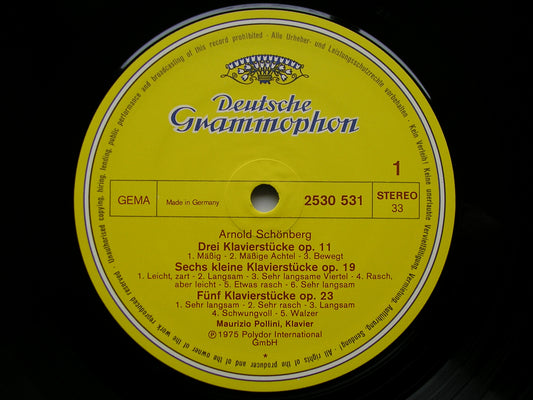 Deutsche
Grammophon
1
GEMA
Made in Germany
2530 531
STEREO
33
Arnold Schönberg
Drei Klavierstücke op. 11
1. Mäßig - 2. Mäßige Achtel - 3. Bewegt
Sechs kleine Klavierstücke op. 19
1. Leicht, zart - 2. Langsam - 3. Sehr langsame Viertel - 4. Rasch,
aber leicht - 5. Etwas rasch - 6. Sehr langsam
Fünf Klavierstücke op. 23
1. Sehr langsam - 2. Sehr rasch - 3. Langsam
4. Schwungvoll - 5. Walzer
Maurizio Pollini, Klavier
Ⓟ 1975 Polydor International
GmbH
*
Alle Urheber- und Leistungsschutzrechte vorbehalten · Kein Verleih! Keine unerlaubte Vervielfältigung, Vermietung, Aufführung, Sendung! All rights of the manufacturer and of the owner of the work reproduced reserved. Unauthorised copying, hiring, lending, public performance and broadcasting of this record prohibited